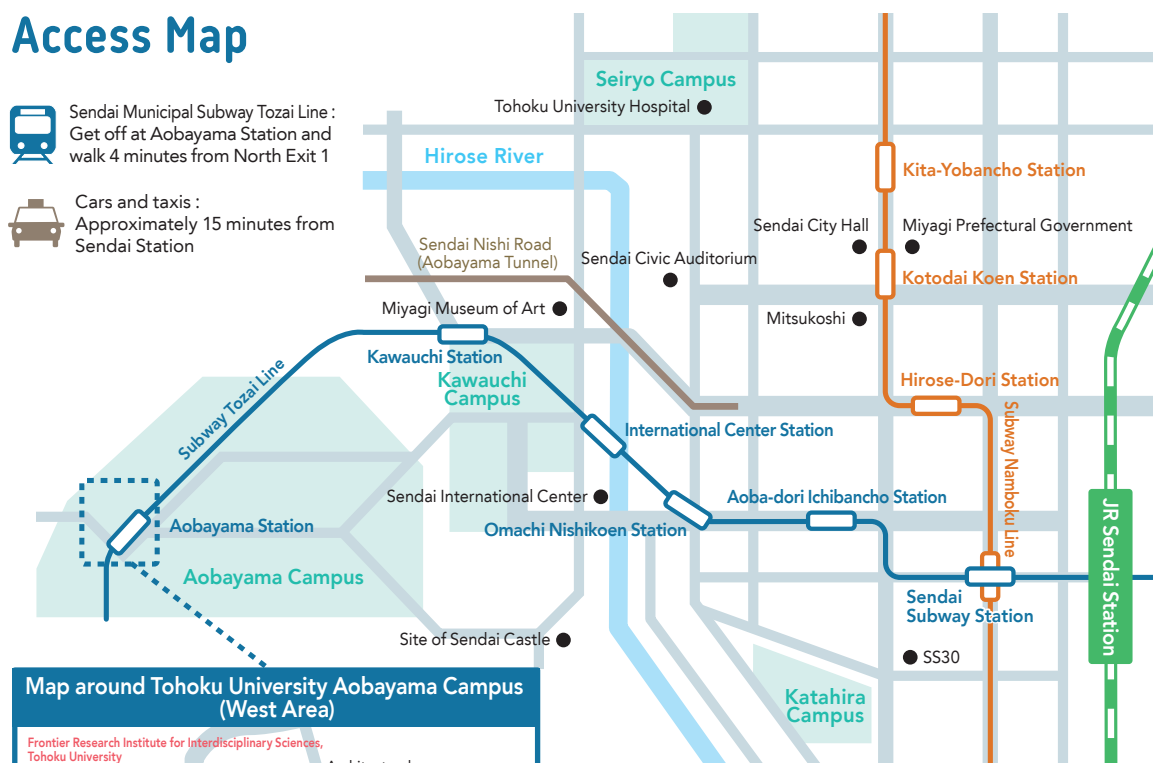 Access Map
Sendai Municipal Subway Tozai Line :
Get off at Aobayama Station and
walk 4 minutes from North Exit 1
Cars and taxis :
Approximately 15 minutes from
Sendai Station
Seiryo Campus
Tohoku University Hospital
Hirose River
Kita-Yobancho Station
Sendai City Hall
Miyagi Prefectural Government
Sendai Nishi Road
(Aobayama Tunnel)
Sendai Civic Auditorium
Kotodai Koen Station
Miyagi Museum of Art
Mitsukoshi
Kawauchi Station
Kawauchi
Campus
Subway Tozai Line
Hirose-Dori Station
Subway Namboku Line
International Center Station
Sendai International Center
Aoba-dori Ichibancho Station
Omachi Nishikoen Station
Aobayama Station
JR Sendai Station
Aobayama Campus
Sendai
Subway Station
Site of Sendai Castle
SS30
Katahira
Campus
Map around Tohoku University Aobayama Campus
(West Area)
Frontier Research Institute for Interdisciplinary Sciences,
Tohoku University